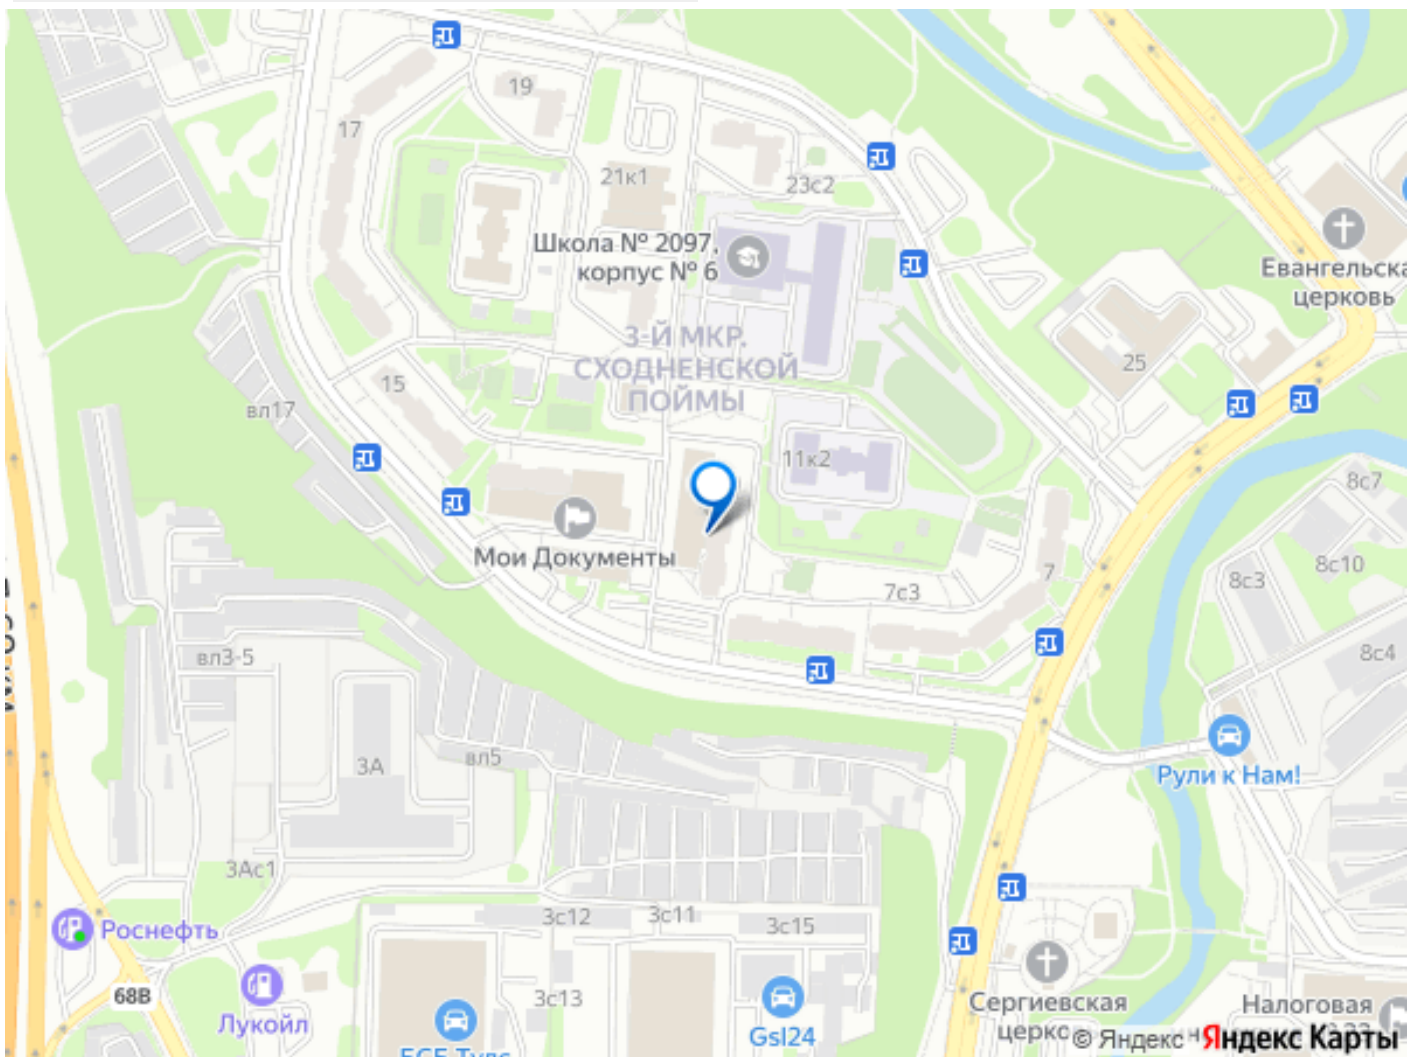 19
17
21к1
23с2
Школа № 2097,
корпус № 6
Евангельска
церковь
3-Й МКР.
СХОДНЕНСКОЙ
ПОЙМЫ
25
15
вл17
11к2
8с7
Мои Документы
7с3
7
8с3
8с10
8с4
вл3-5
3А
вл5
Рули к Нам!
3Ас1
3с12
3с11
3с15
Роснефть
68В
Лукойл
3с13
Gsl24
Сергиевская
церкс
Налоговая
© Яндекс
Яндекс Карты